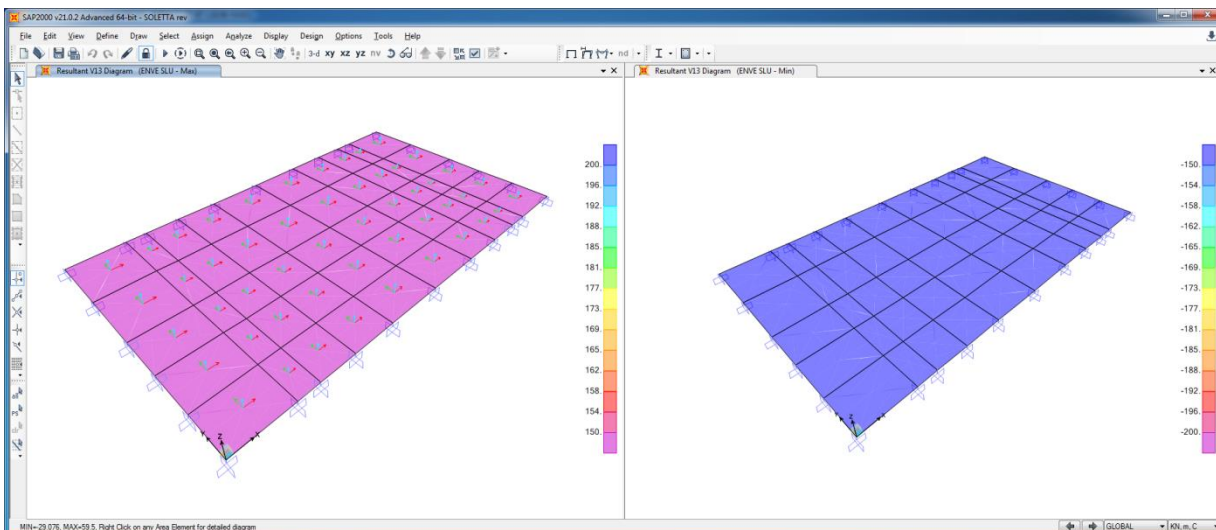 SAP2000 v21.0.2 Advanced 64-bit - SOLETTA rev
File Edit View Define Draw Select Assign Analyze Display Design Options Tools Help
3-d xy xz yz nv
nd
Resultant V13 Diagram (ENVE SLU - Max)
Resultant V13 Diagram (ENVE SLU - Min)
200.
196.
192.
188.
185.
181.
177.
173.
169.
165.
162.
158.
154.
150.
Z
Y
X
-150.
-154.
-158.
-162.
-165.
-169.
-173.
-177.
-181.
-185.
-188.
-192.
-196.
-200.
Z
X
all
PS
clr
MIN=-29.076, MAX=59.5, Right Click on any Area Element for detailed diagram
GLOBAL
KN, m, C